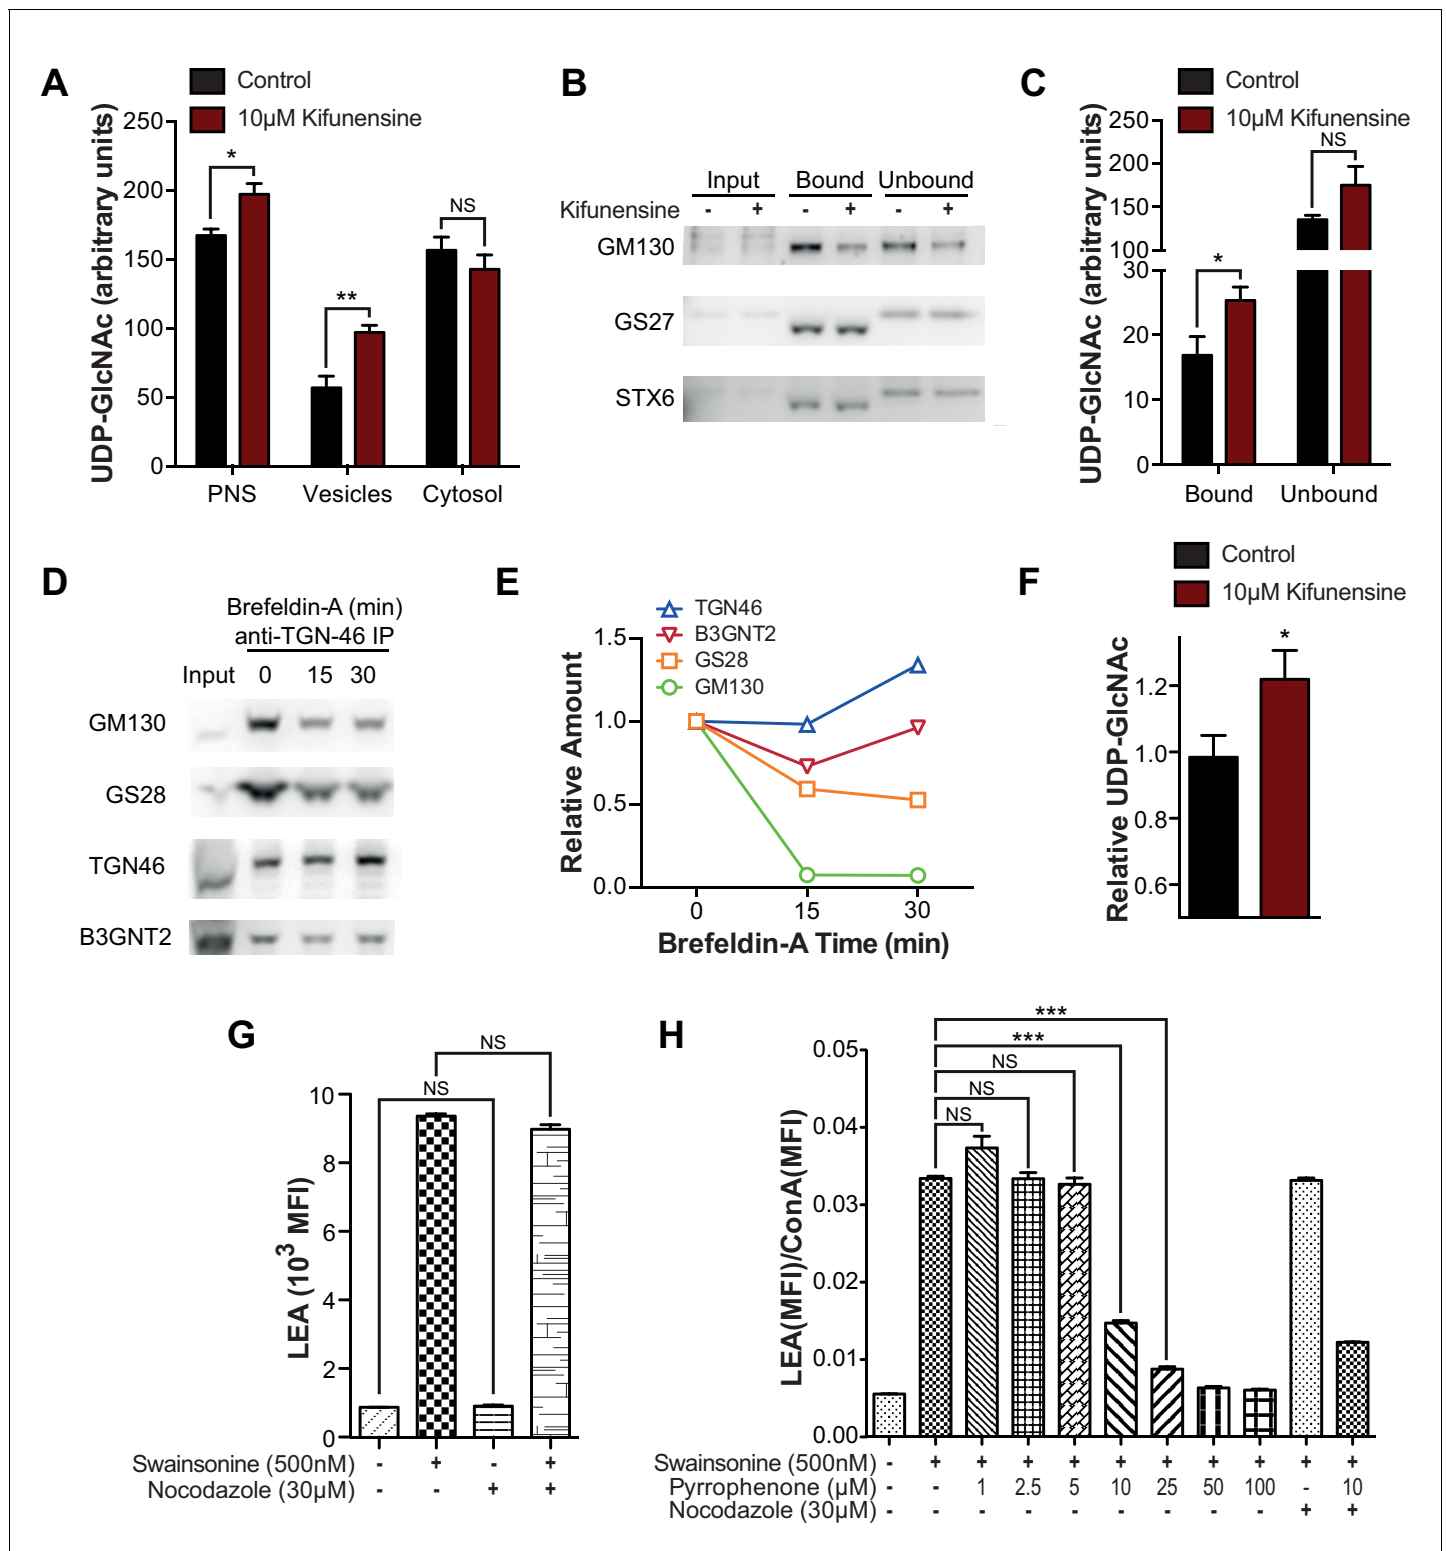 A
Control
10µM Kifunensine
UDP-GlcNAc (arbitrary units)
250
200
150
100
50
0
*
**
NS
PNS Vesicles Cytosol
B
Input Bound Unbound
Kifunensine - + - + - +
GM130
GS27
STX6
C
Control
10µM Kifunensine
UDP-GlcNAc (arbitrary units)
250
200
150
100
30
20
10
0
*
NS
Bound Unbound
D
Brefeldin-A (min)
anti-TGN-46 IP
Input 0 15 30
GM130
GS28
TGN46
B3GNT2
E
TGN46
B3GNT2
GS28
GM130
Relative Amount
1.5
1.0
0.5
0.0
0 15 30
Brefeldin-A Time (min)
F
Control
10µM Kifunensine
Relative UDP-GlcNAc
1.2
1.0
0.8
0.6
*
G
LEA (10³ MFI)
10
8
6
4
2
0
NS
NS
Swainsonine (500nM) - + - +
Nocodazole (30µM) - - + +
H
LEA(MFI)/ConA(MFI)
0.05
0.04
0.03
0.02
0.01
0.00
***
***
NS
NS
NS
Swainsonine (500nM) - + + + + + + + + + +
Pyrrophenone (µM) - - 1 2.5 5 10 25 50 100 - 10
Nocodazole (30µM) - - - - - - - - - + +